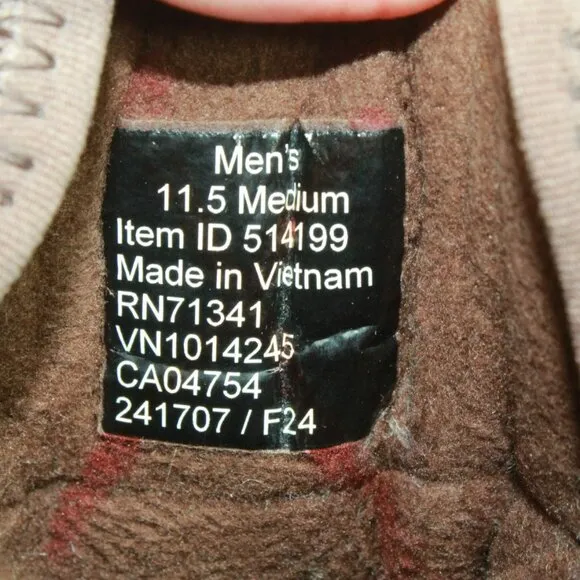 Men's
11.5 Medium
Item ID 514199
Made in Vietnam
RN71341
VN1014245
CA04754
241707 / F24